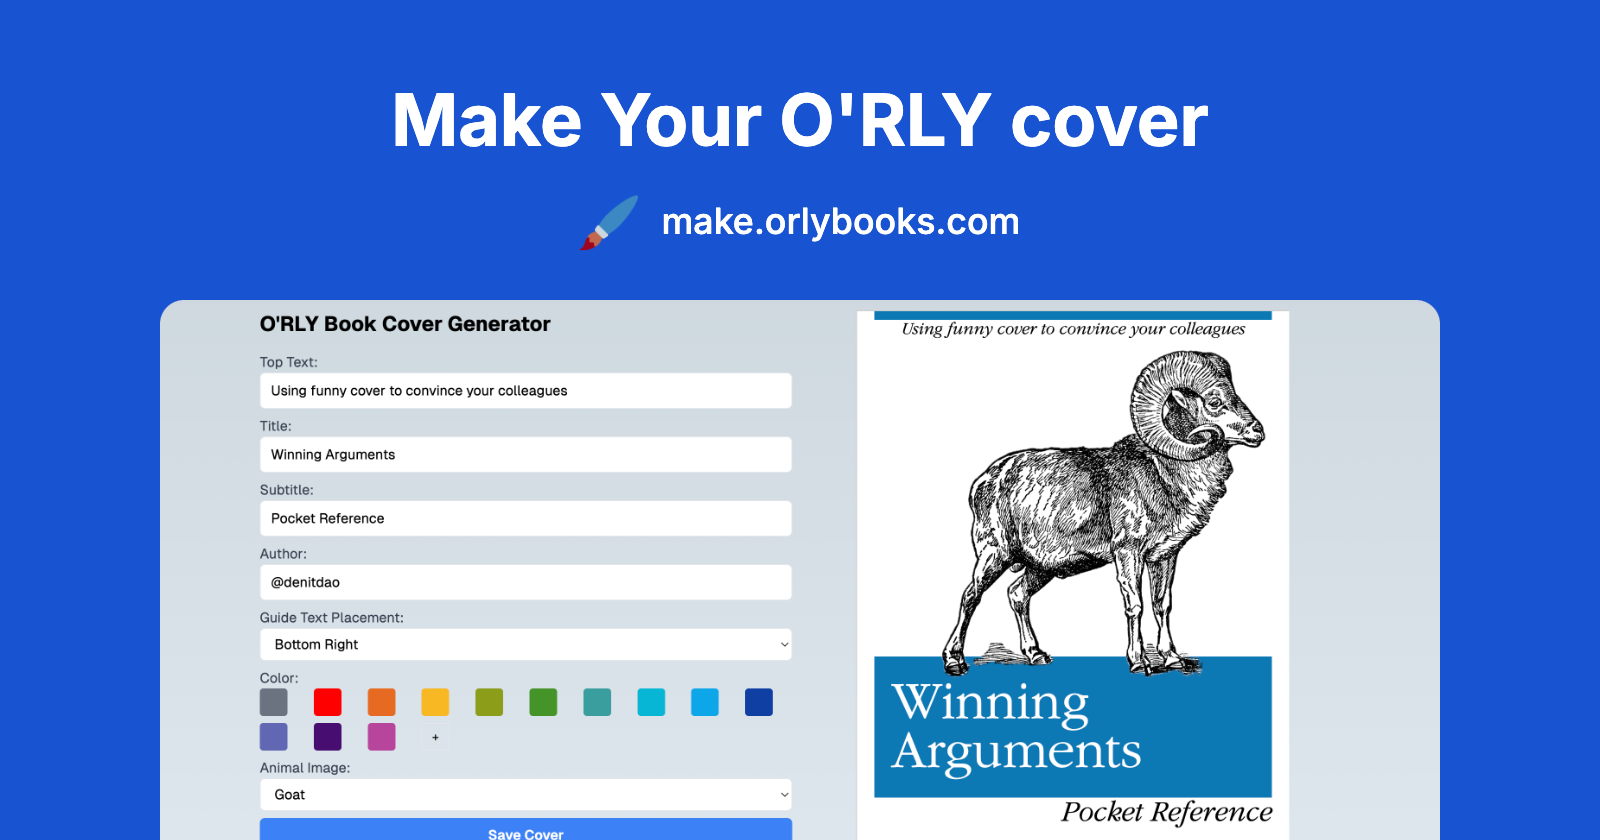 Make Your O'RLY cover
make.orlybooks.com
O'RLY Book Cover Generator
Top Text:
Using funny cover to convince your colleagues
Title:
Winning Arguments
Subtitle:
Pocket Reference
Author:
@denitdao
Guide Text Placement:
Bottom Right
Color:
+
Animal Image:
Goat
Save Cover
Using funny cover to convince your colleagues
Winning
Arguments
Pocket Reference